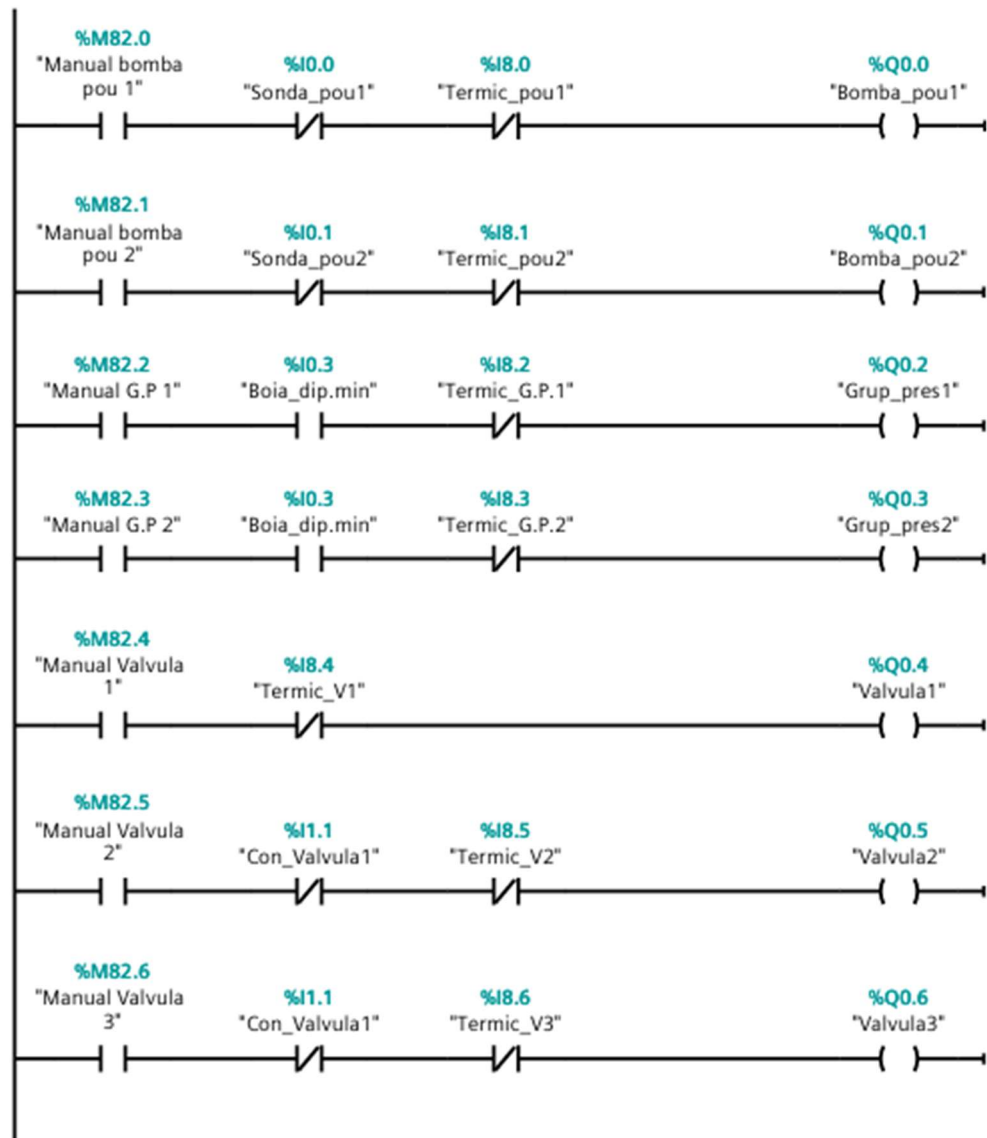 %M82.0
"Manual bomba
pou 1"
%I0.0
"Sonda_pou1"
%I8.0
"Termic_pou1"
%Q0.0
"Bomba_pou1"
%M82.1
"Manual bomba
pou 2"
%I0.1
"Sonda_pou2"
%I8.1
"Termic_pou2"
%Q0.1
"Bomba_pou2"
%M82.2
"Manual G.P 1"
%I0.3
"Boia_dip.min"
%I8.2
"Termic_G.P.1"
%Q0.2
"Grup_pres1"
%M82.3
"Manual G.P 2"
%I0.3
"Boia_dip.min"
%I8.3
"Termic_G.P.2"
%Q0.3
"Grup_pres2"
%M82.4
"Manual Valvula
1"
%I8.4
"Termic_V1"
%Q0.4
"Valvula1"
%M82.5
"Manual Valvula
2"
%I1.1
"Con_Valvula1"
%I8.5
"Termic_V2"
%Q0.5
"Valvula2"
%M82.6
"Manual Valvula
3"
%I1.1
"Con_Valvula1"
%I8.6
"Termic_V3"
%Q0.6
"Valvula3"